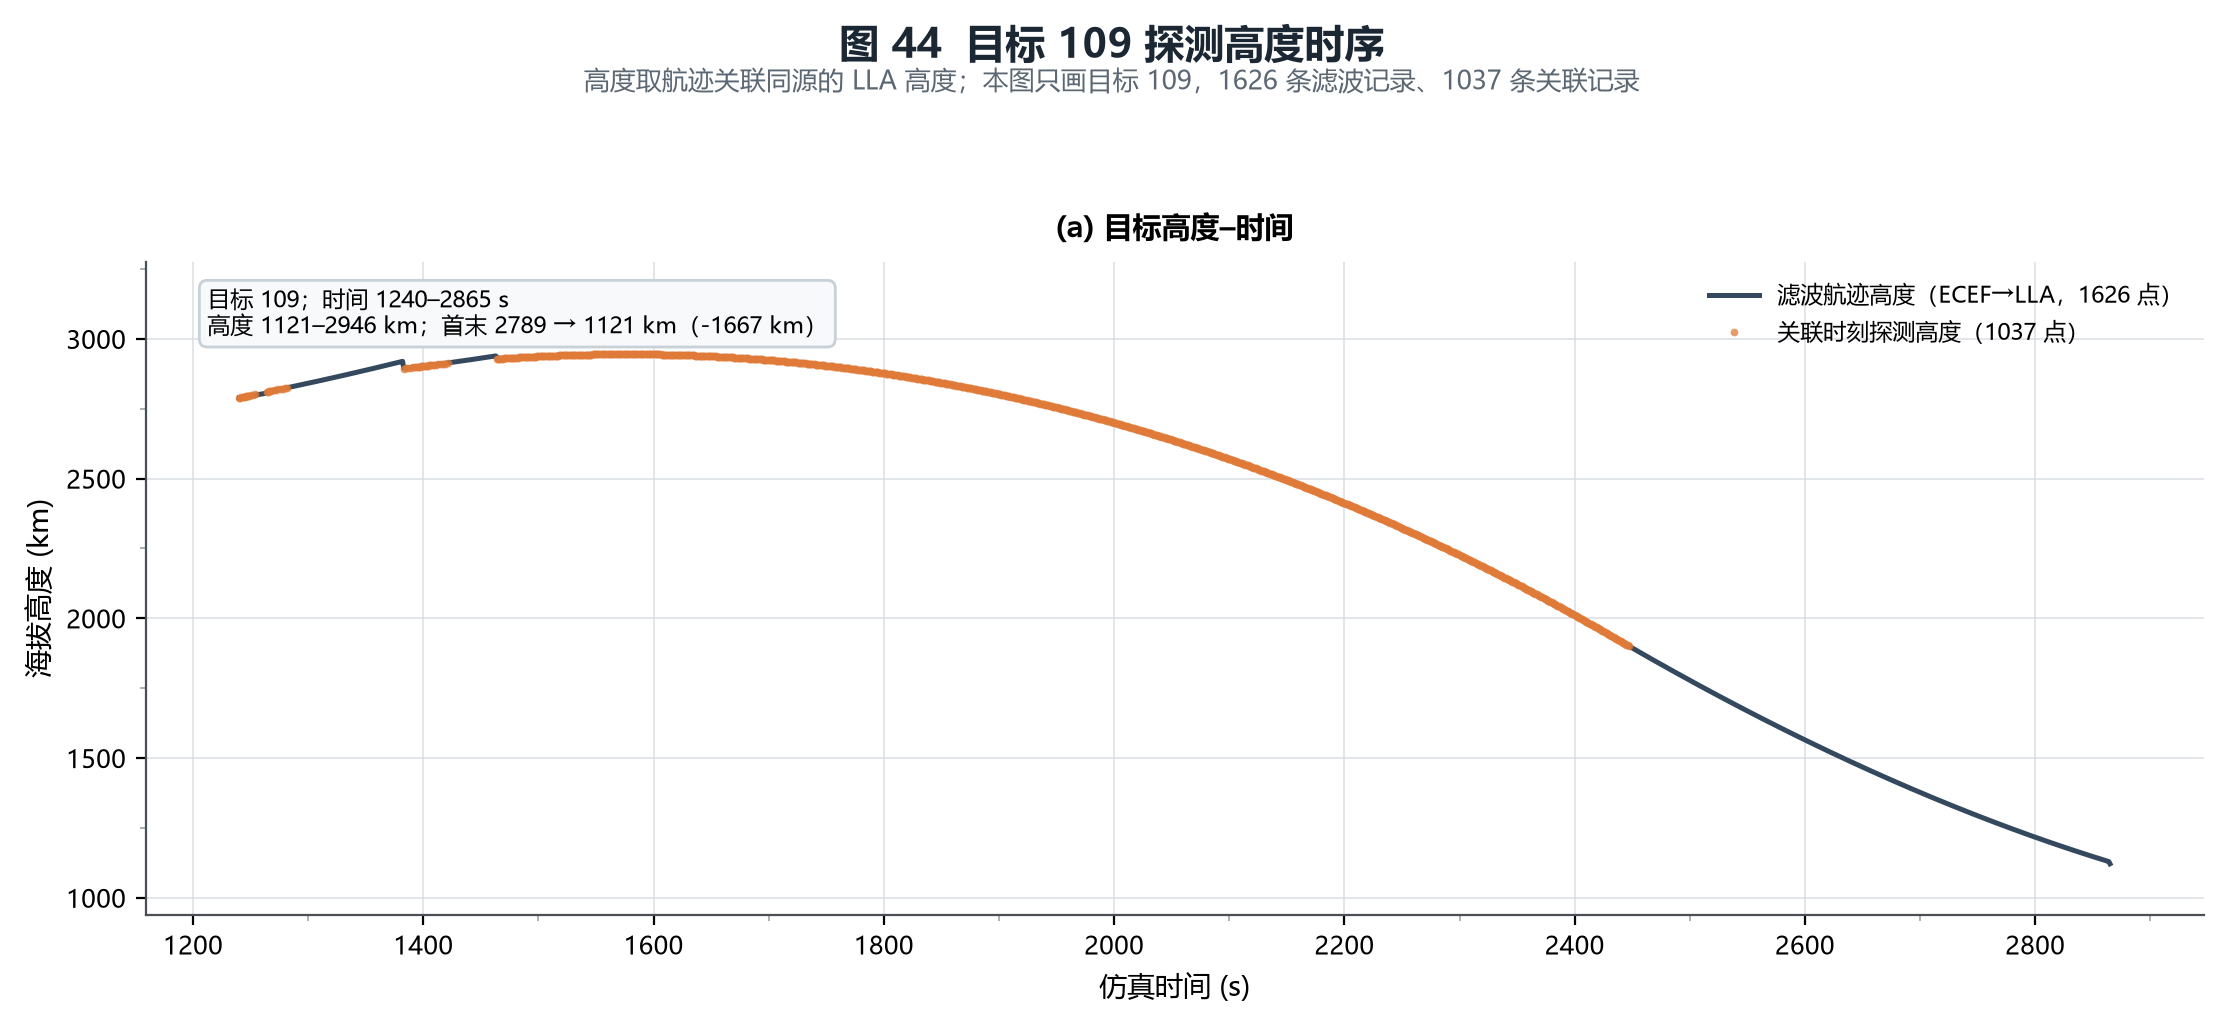 图 44  目标 109 探测高度时序
高度取航迹关联同源的 LLA 高度；本图只画目标 109，1626 条滤波记录、1037 条关联记录
(a) 目标高度–时间
目标 109；时间 1240–2865 s
高度 1121–2946 km；首末 2789 → 1121 km（-1667 km）
滤波航迹高度（ECEF→LLA，1626 点）
关联时刻探测高度（1037 点）
海拔高度 (km)
3000
2500
2000
1500
1000
1200 1400 1600 1800 2000 2200 2400 2600 2800
仿真时间 (s)